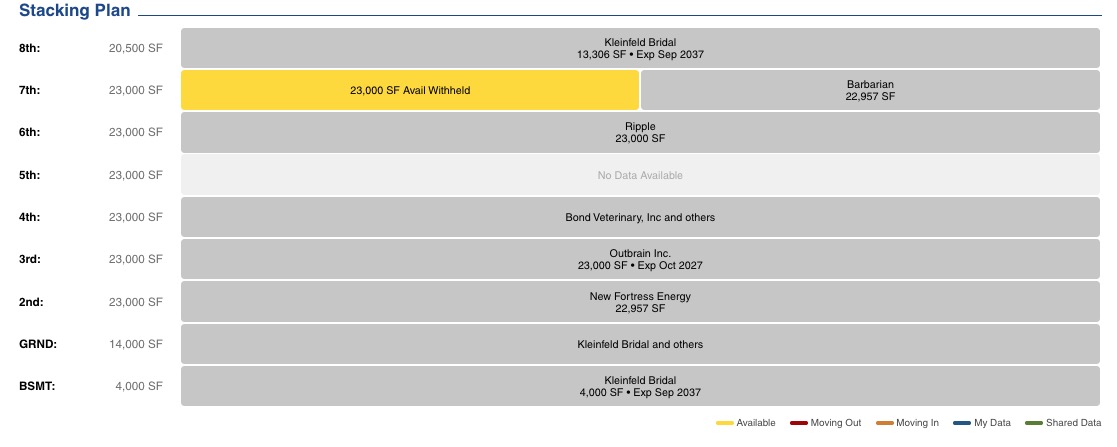 Stacking Plan
8th: 20,500 SF
Kleinfeld Bridal
13,306 SF • Exp Sep 2037
7th: 23,000 SF
23,000 SF Avail Withheld
Barbarian
22,957 SF
6th: 23,000 SF
Ripple
23,000 SF
5th: 23,000 SF
No Data Available
4th: 23,000 SF
Bond Veterinary, Inc and others
3rd: 23,000 SF
Outbrain Inc.
23,000 SF • Exp Oct 2027
2nd: 23,000 SF
New Fortress Energy
22,957 SF
GRND: 14,000 SF
Kleinfeld Bridal and others
BSMT: 4,000 SF
Kleinfeld Bridal
4,000 SF • Exp Sep 2037
Available Moving Out Moving In My Data Shared Data